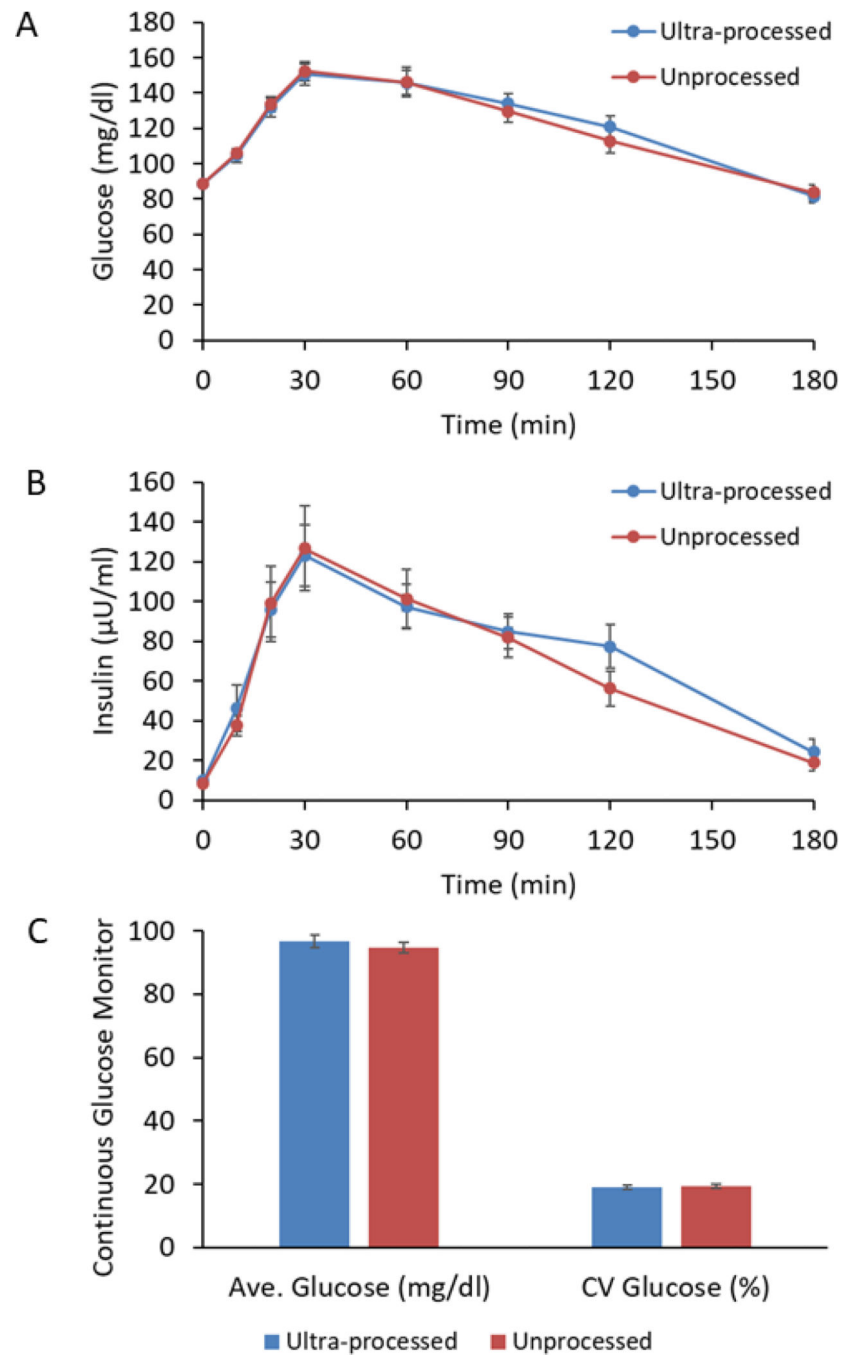 A
Glucose (mg/dl)
180
160
140
120
100
80
60
40
20
0
Ultra-processed
Unprocessed
0 30 60 90 120 150 180
Time (min)
B
Insulin (µU/ml)
160
140
120
100
80
60
40
20
0
Ultra-processed
Unprocessed
0 30 60 90 120 150 180
Time (min)
C
Continuous Glucose Monitor
100
80
60
40
20
0
Ave. Glucose (mg/dl) CV Glucose (%)
Ultra-processed Unprocessed